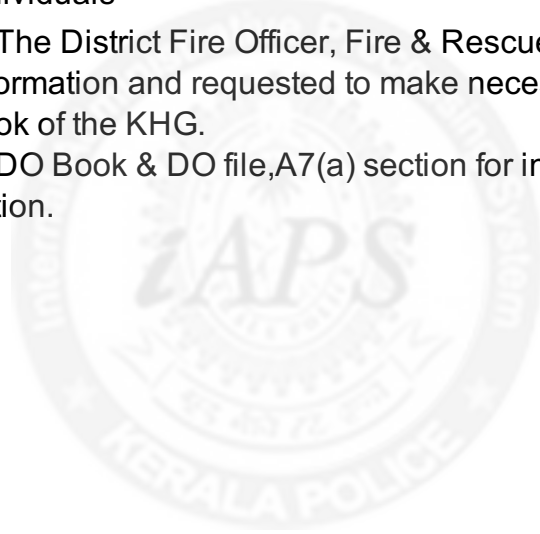 The District Fire Officer, Fire & Rescue
ormation and requested to make nece
ok of the KHG.
DO Book & DO file,A7(a) section for in
tion.
iAPS
KERALA POLICE